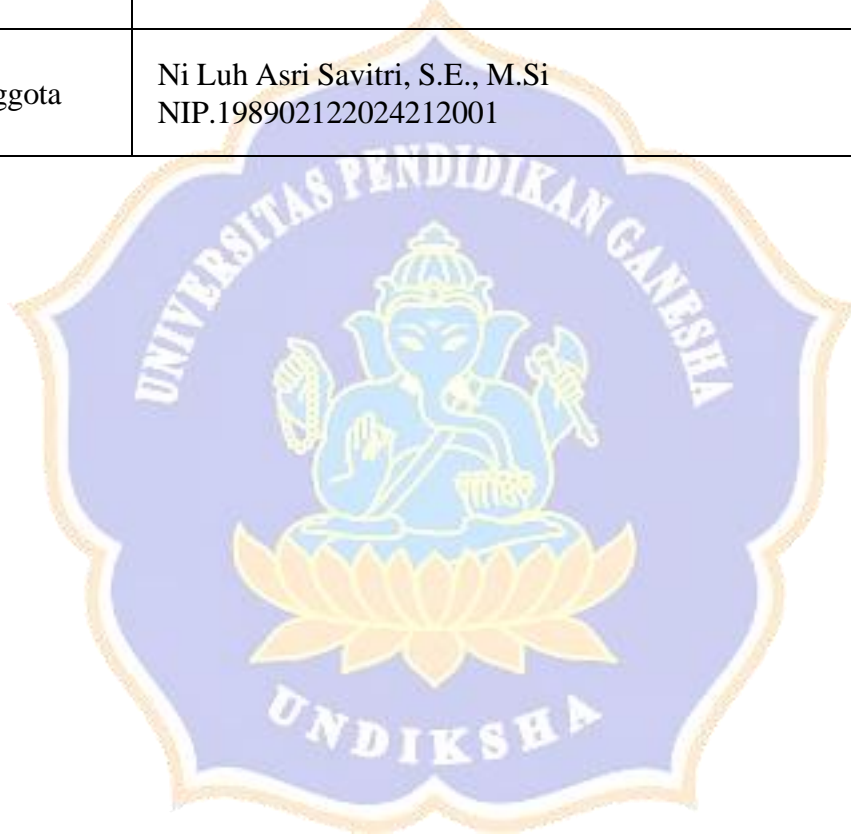 ggota
Ni Luh Asri Savitri, S.E., M.Si
NIP.198902122024212001
UNIVERSITAS PENDIDIKAN GANESHA
UNDIKSHA